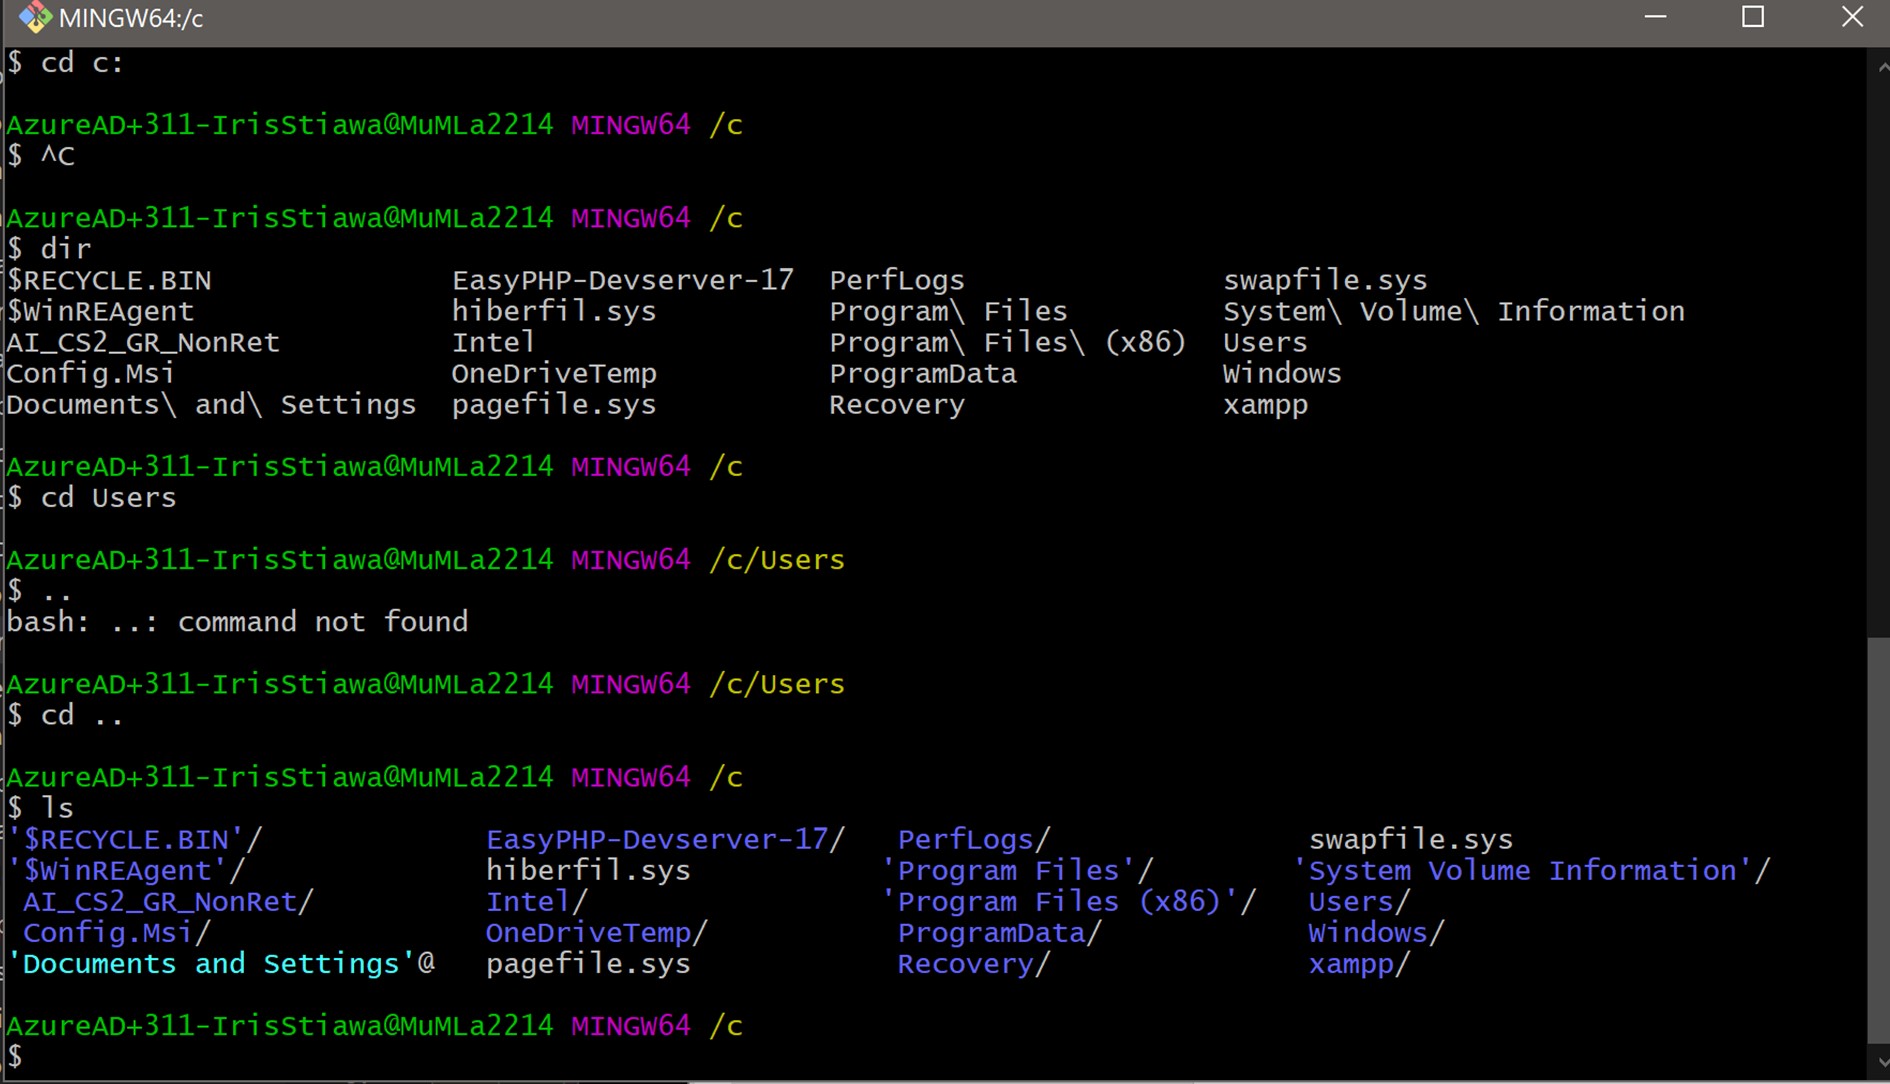 MINGW64:/c
$ cd c:
AzureAD+311-IrisStiawa@MuMLa2214 MINGW64 /c
$ ^C
AzureAD+311-IrisStiawa@MuMLa2214 MINGW64 /c
$ dir
$RECYCLE.BIN EasyPHP-Devserver-17 PerfLogs swapfile.sys
$WinREAgent hiberfil.sys Program\ Files System\ Volume\ Information
AI_CS2_GR_NonRet Intel Program\ Files\ (x86) Users
Config.Msi OneDriveTemp ProgramData Windows
Documents\ and\ Settings pagefile.sys Recovery xampp
AzureAD+311-IrisStiawa@MuMLa2214 MINGW64 /c
$ cd Users
AzureAD+311-IrisStiawa@MuMLa2214 MINGW64 /c/Users
$ ..
bash: ..: command not found
AzureAD+311-IrisStiawa@MuMLa2214 MINGW64 /c/Users
$ cd ..
AzureAD+311-IrisStiawa@MuMLa2214 MINGW64 /c
$ ls
'$RECYCLE.BIN'/ EasyPHP-Devserver-17/ PerfLogs/ swapfile.sys
'$WinREAgent'/ hiberfil.sys 'Program Files'/ 'System Volume Information'/
AI_CS2_GR_NonRet/ Intel/ 'Program Files (x86)'/ Users/
Config.Msi/ OneDriveTemp/ ProgramData/ Windows/
'Documents and Settings'@ pagefile.sys Recovery/ xampp/
AzureAD+311-IrisStiawa@MuMLa2214 MINGW64 /c
$